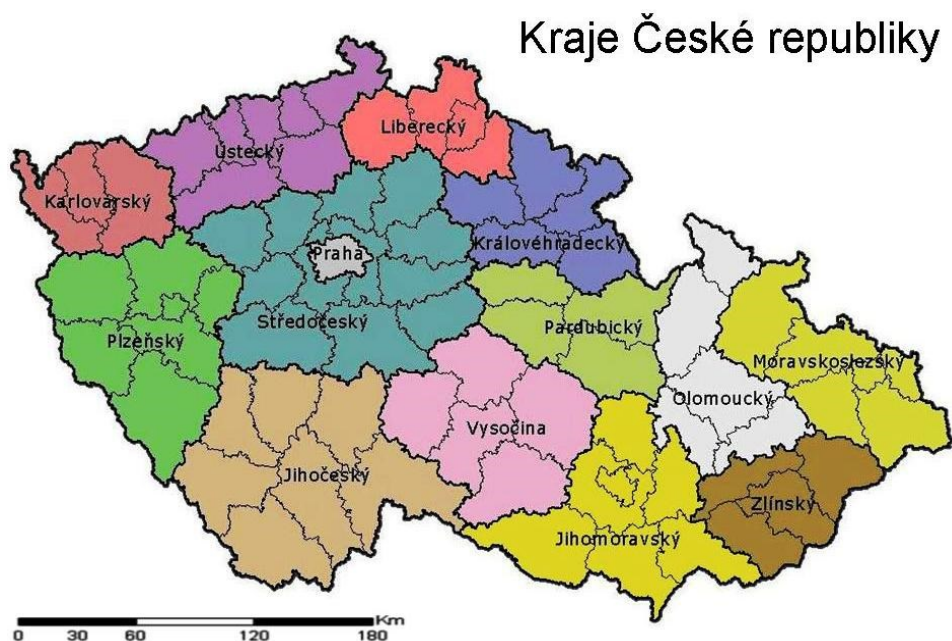 Kraje České republiky
Liberecký
Ústecký
Karlovarský
Královéhradecký
Praha
Středočeský
Pardubický
Plzeňský
Moravskoslezský
Olomoucký
Vysočina
Jihočeský
Zlínský
Jihomoravský
Km
0 30 60 120 180